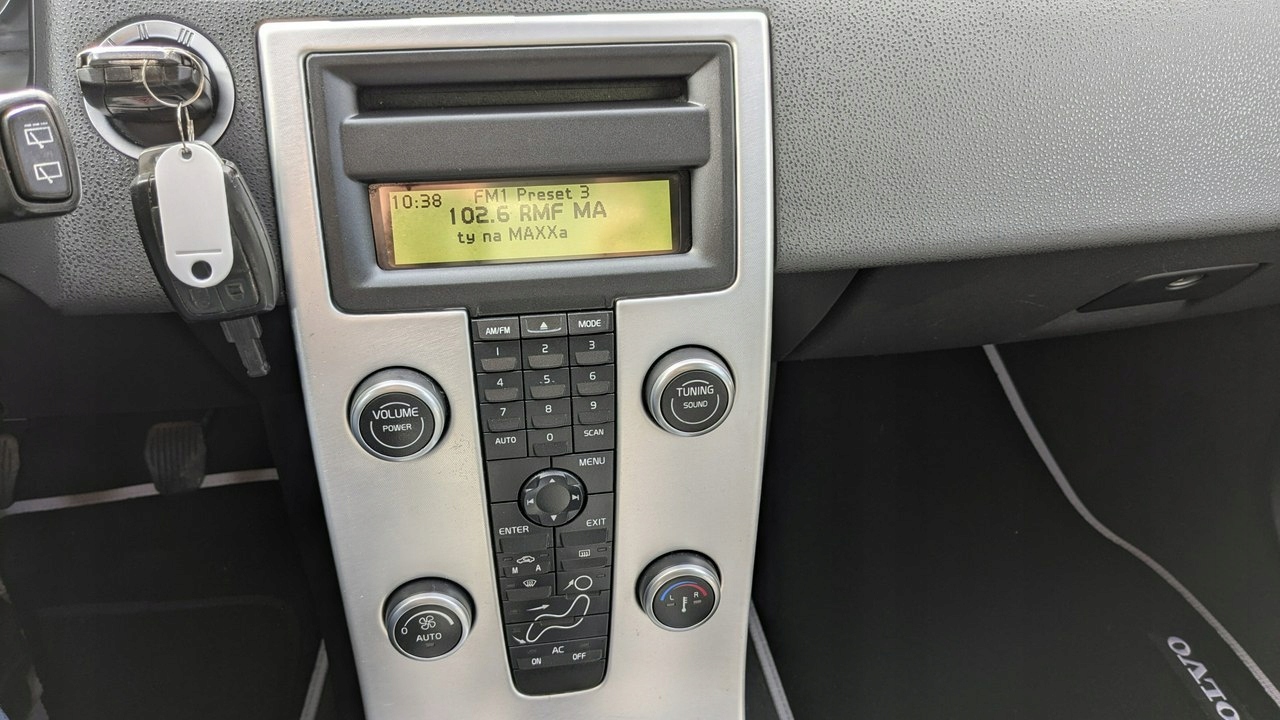 10:38 FM1 Preset 3
102.6 RMF MA
ty na MAXXa
AM/FM MODE
1 2 3
4 5 6
7 8 9
AUTO 0 SCAN
VOLUME
POWER
TUNING
SOUND
MENU
ENTER EXIT
M A
0 AUTO
L R
AC
ON OFF
VOLVO